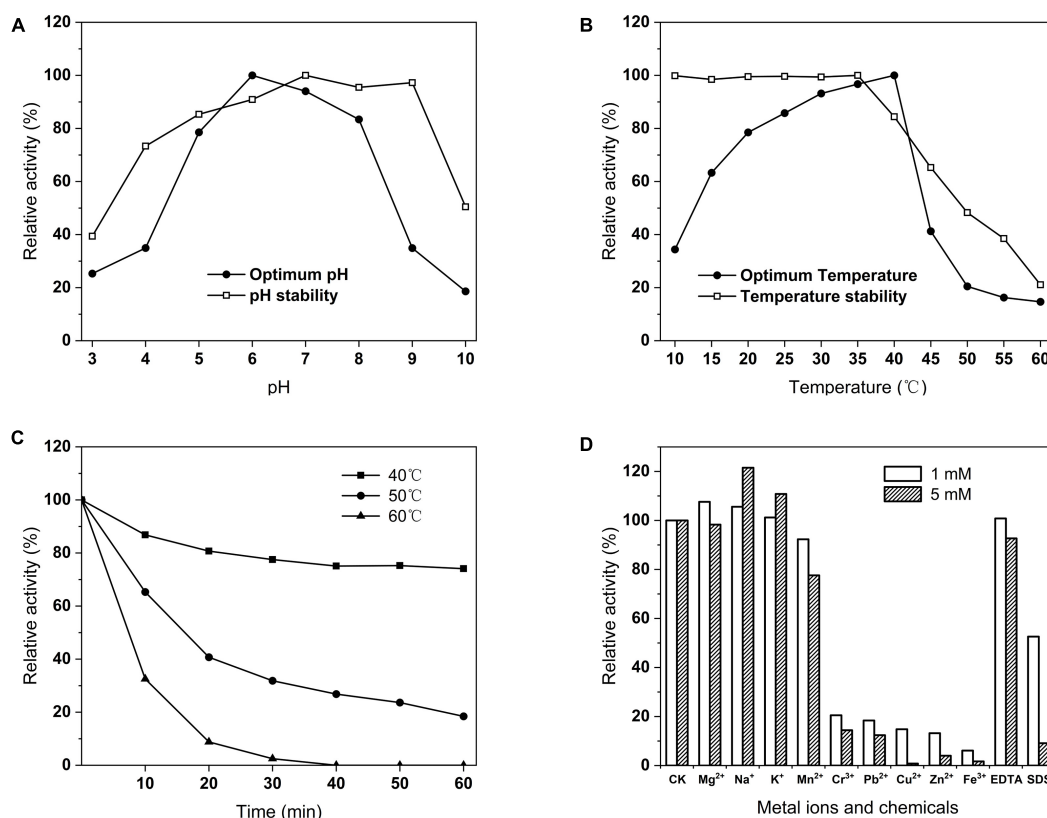 A
120
100
80
60
40
20
0
Relative activity (%)
Optimum pH
pH stability
3 4 5 6 7 8 9 10
pH
B
120
100
80
60
40
20
0
Relative activity (%)
Optimum Temperature
Temperature stability
10 15 20 25 30 35 40 45 50 55 60
Temperature (℃)
C
120
100
80
60
40
20
0
Relative activity (%)
40℃
50℃
60℃
10 20 30 40 50 60
Time (min)
D
120
100
80
60
40
20
0
Relative activity (%)
1 mM
5 mM
CK Mg²⁺ Na⁺ K⁺ Mn²⁺ Cr³⁺ Pb²⁺ Cu²⁺ Zn²⁺ Fe³⁺ EDTA SDS
Metal ions and chemicals